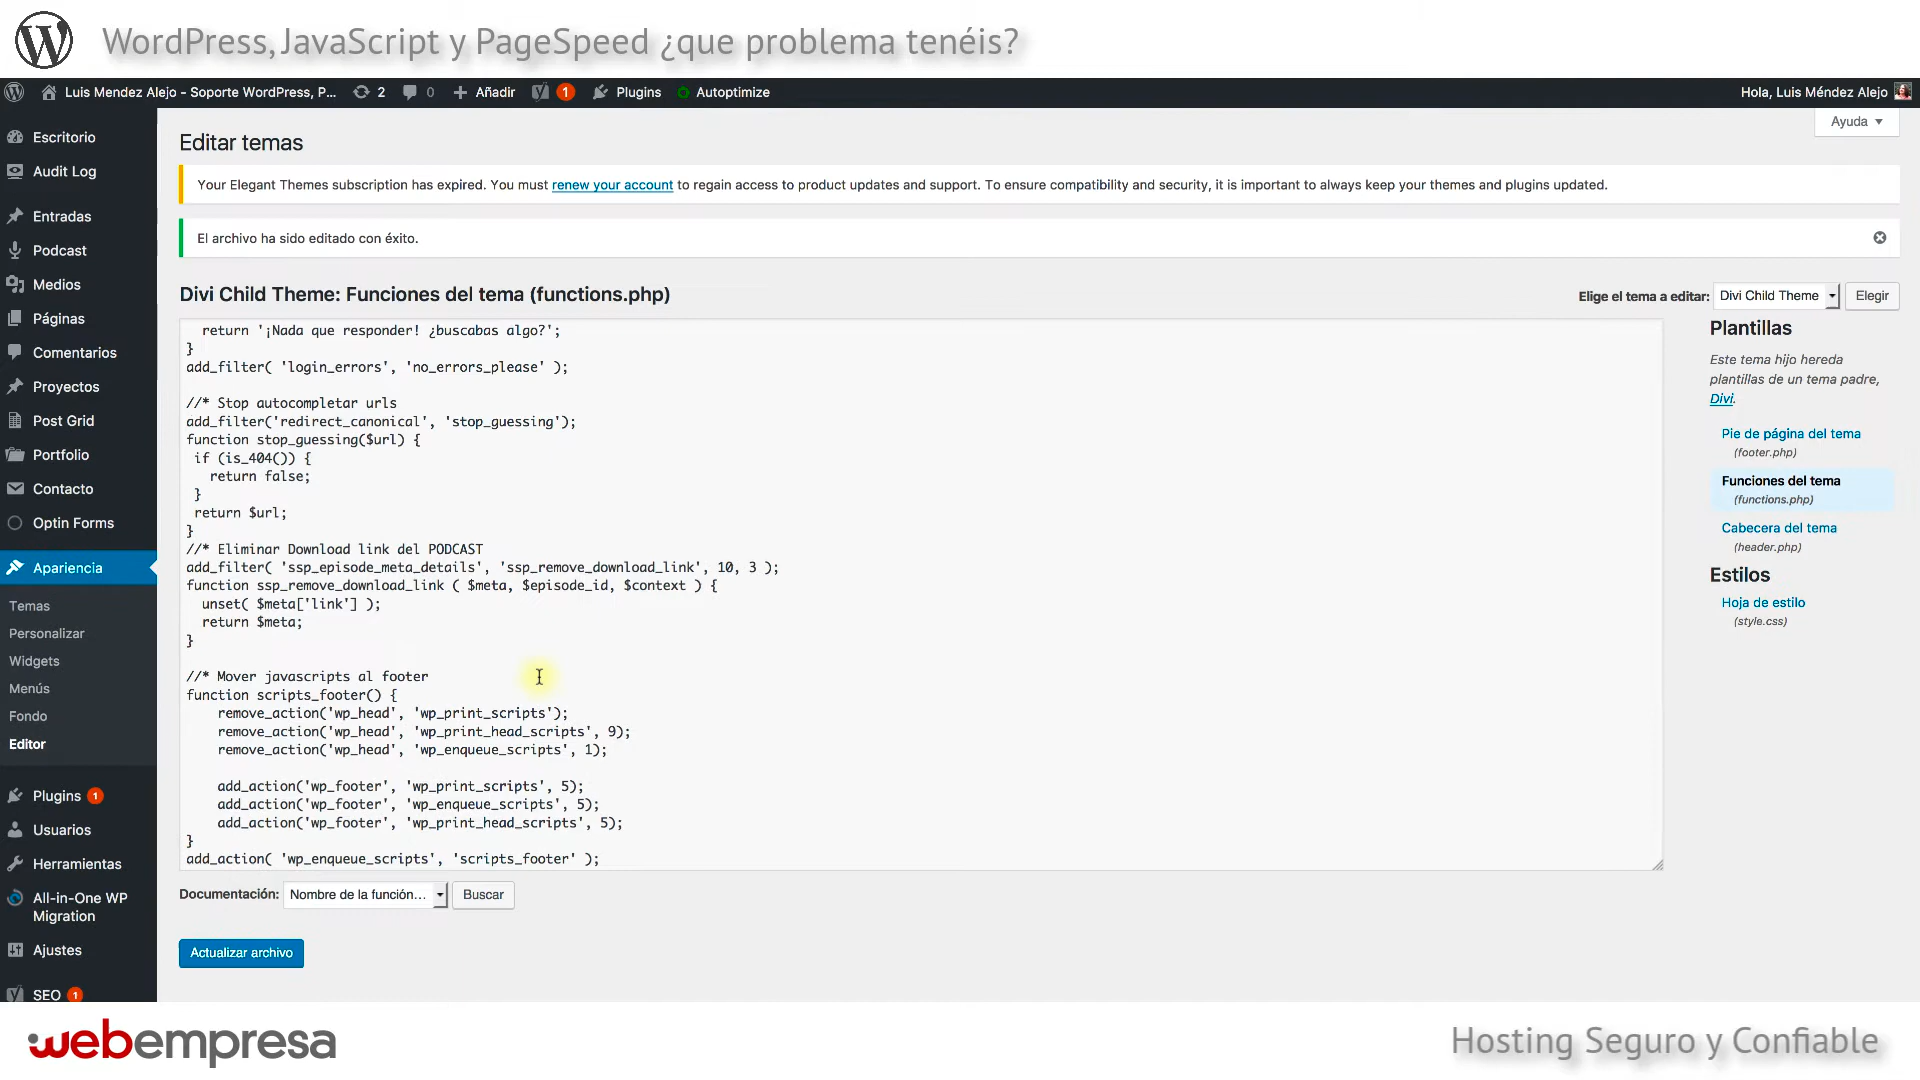 WordPress, JavaScript y PageSpeed ¿que problema tenéis?
Luis Mendez Alejo – Soporte WordPress, P... 2 0 Añadir 1 Plugins Autoptimize Hola, Luis Méndez Alejo
Ayuda
Escritorio
Audit Log
Entradas
Podcast
Medios
Páginas
Comentarios
Proyectos
Post Grid
Portfolio
Contacto
Optin Forms
Apariencia
Temas
Personalizar
Widgets
Menús
Fondo
Editor
Plugins 1
Usuarios
Herramientas
All-in-One WP
Migration
Ajustes
SEO 1
Editar temas
Your Elegant Themes subscription has expired. You must renew your account to regain access to product updates and support. To ensure compatibility and security, it is important to always keep your themes and plugins updated.
El archivo ha sido editado con éxito.
Divi Child Theme: Funciones del tema (functions.php)
Elige el tema a editar: Divi Child Theme Elegir
return '¡Nada que responder! ¿buscabas algo?';
}
add_filter( 'login_errors', 'no_errors_please' );
//* Stop autocompletar urls
add_filter('redirect_canonical', 'stop_guessing');
function stop_guessing($url) {
if (is_404()) {
return false;
}
return $url;
}
//* Eliminar Download link del PODCAST
add_filter( 'ssp_episode_meta_details', 'ssp_remove_download_link', 10, 3 );
function ssp_remove_download_link ( $meta, $episode_id, $context ) {
unset( $meta['link'] );
return $meta;
}
//* Mover javascripts al footer
function scripts_footer() {
remove_action('wp_head', 'wp_print_scripts');
remove_action('wp_head', 'wp_print_head_scripts', 9);
remove_action('wp_head', 'wp_enqueue_scripts', 1);
add_action('wp_footer', 'wp_print_scripts', 5);
add_action('wp_footer', 'wp_enqueue_scripts', 5);
add_action('wp_footer', 'wp_print_head_scripts', 5);
}
add_action( 'wp_enqueue_scripts', 'scripts_footer' );
Plantillas
Este tema hijo hereda
plantillas de un tema padre,
Divi.
Pie de página del tema
(footer.php)
Funciones del tema
(functions.php)
Cabecera del tema
(header.php)
Estilos
Hoja de estilo
(style.css)
Documentación: Nombre de la función... Buscar
Actualizar archivo
webempresa
Hosting Seguro y Confiable